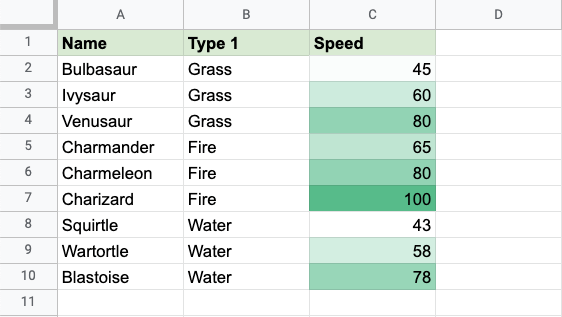 A B C D
1 Name Type 1 Speed
2 Bulbasaur Grass 45
3 Ivysaur Grass 60
4 Venusaur Grass 80
5 Charmander Fire 65
6 Charmeleon Fire 80
7 Charizard Fire 100
8 Squirtle Water 43
9 Wartortle Water 58
10 Blastoise Water 78
11